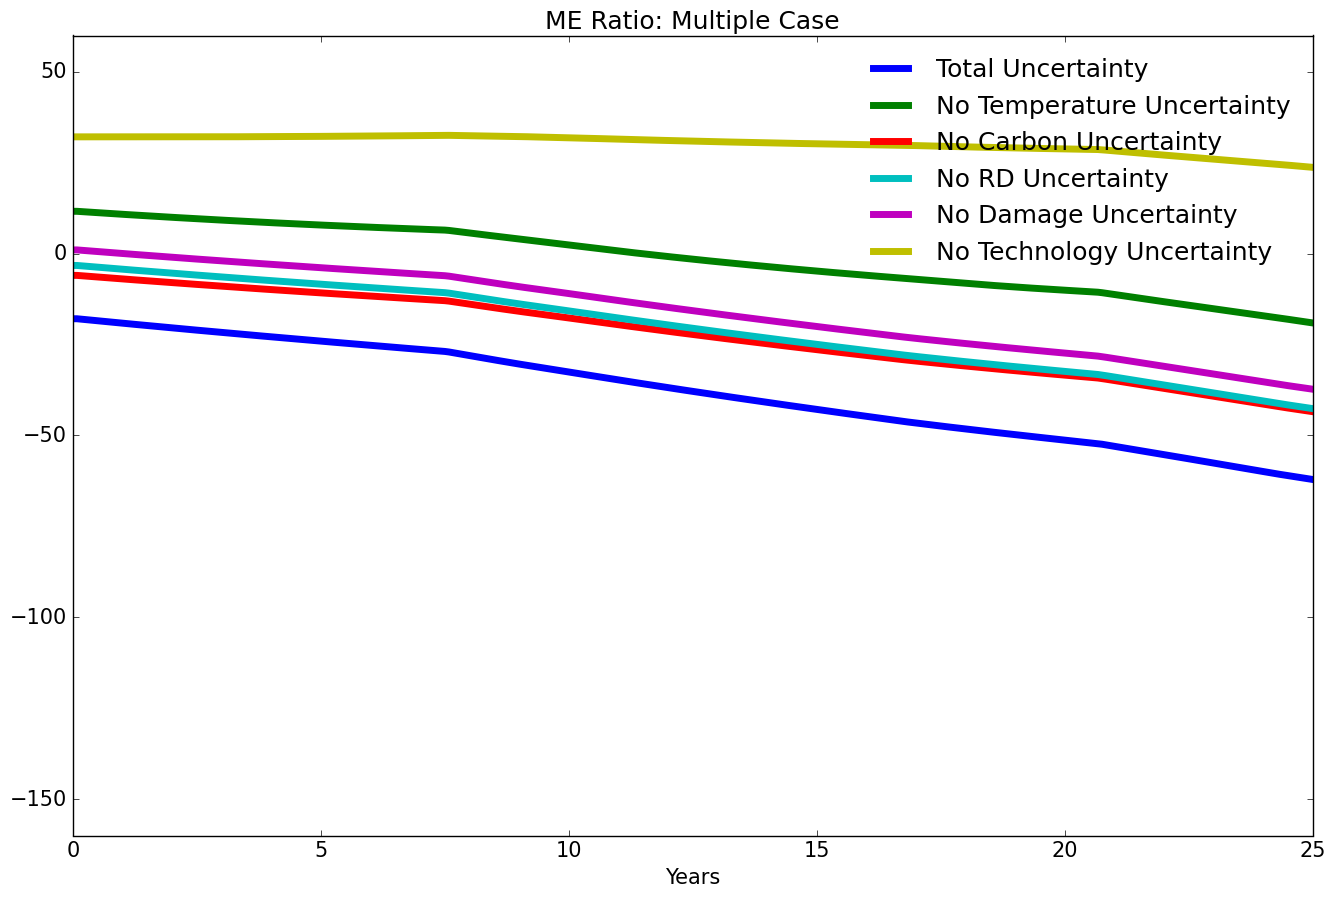 ME Ratio: Multiple Case
50
0
−50
−100
−150
Total Uncertainty
No Temperature Uncertainty
No Carbon Uncertainty
No RD Uncertainty
No Damage Uncertainty
No Technology Uncertainty
0 5 10 15 20 25
Years